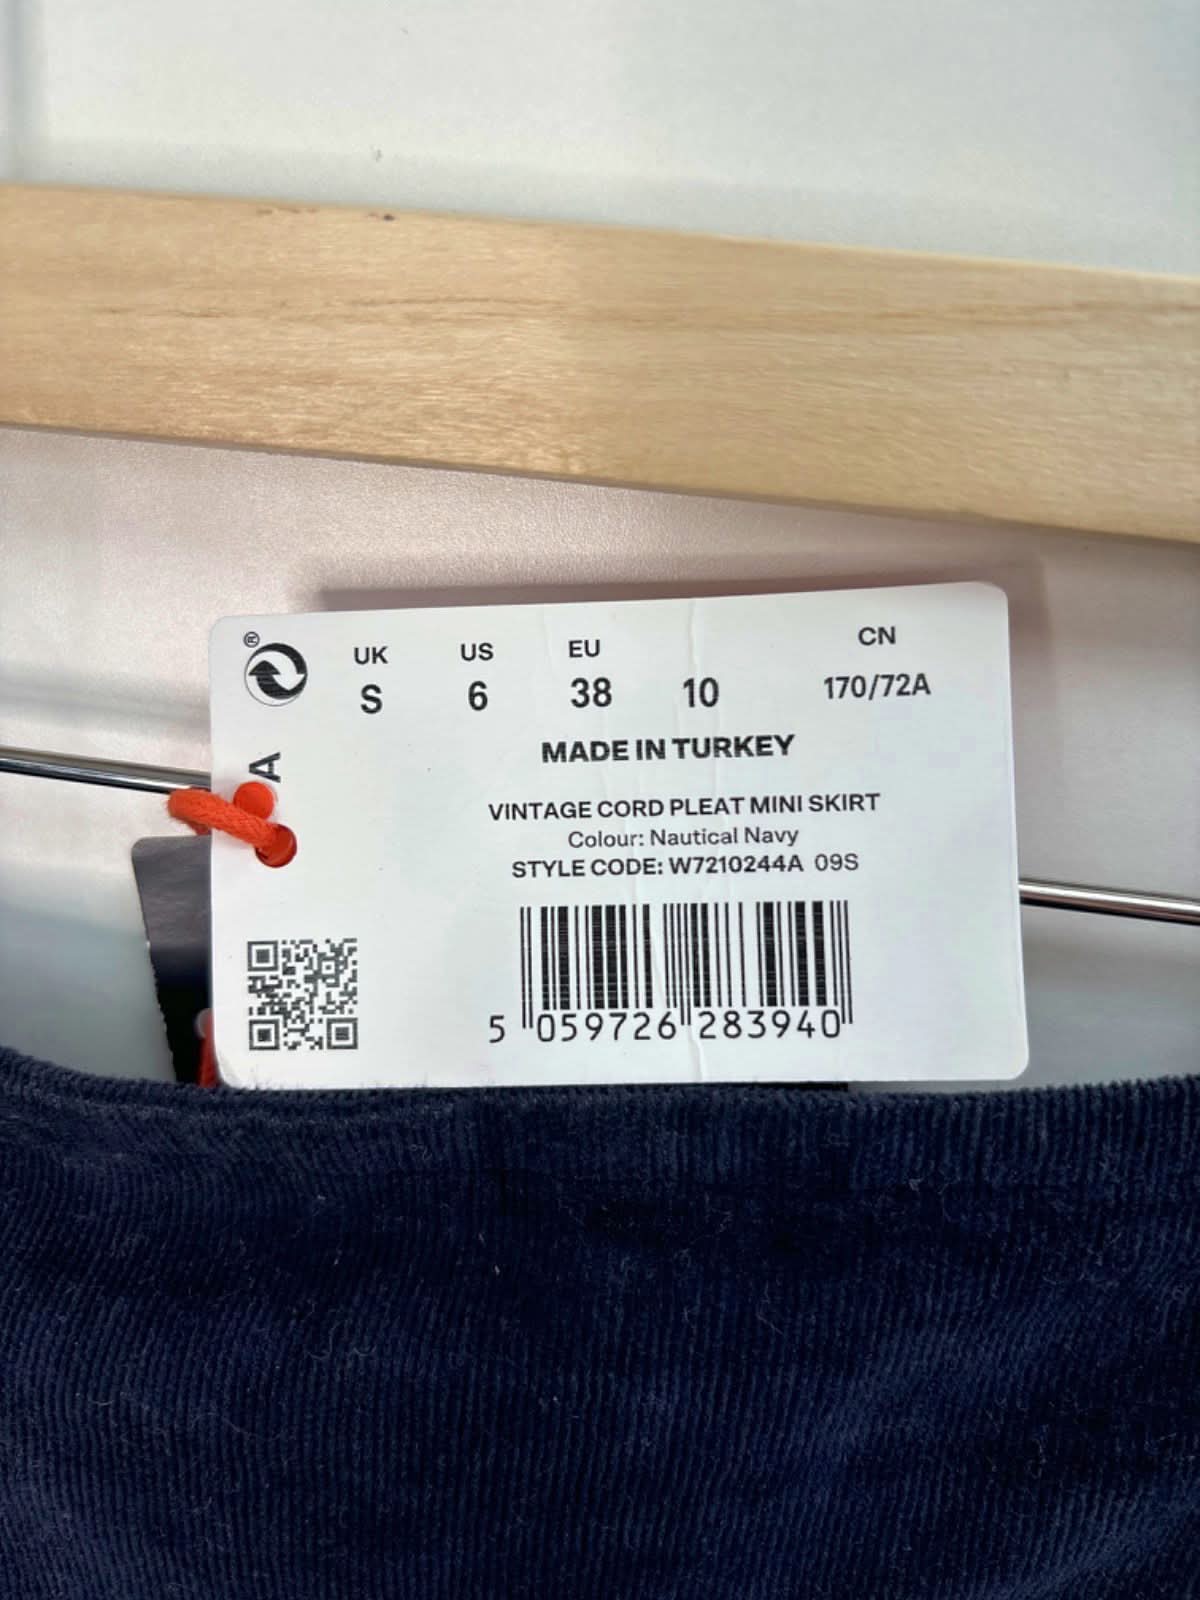 UK US EU CN
S 6 38 10 170/72A
MADE IN TURKEY
A
VINTAGE CORD PLEAT MINI SKIRT
Colour: Nautical Navy
STYLE CODE: W7210244A 09S
5 059726 283940
®